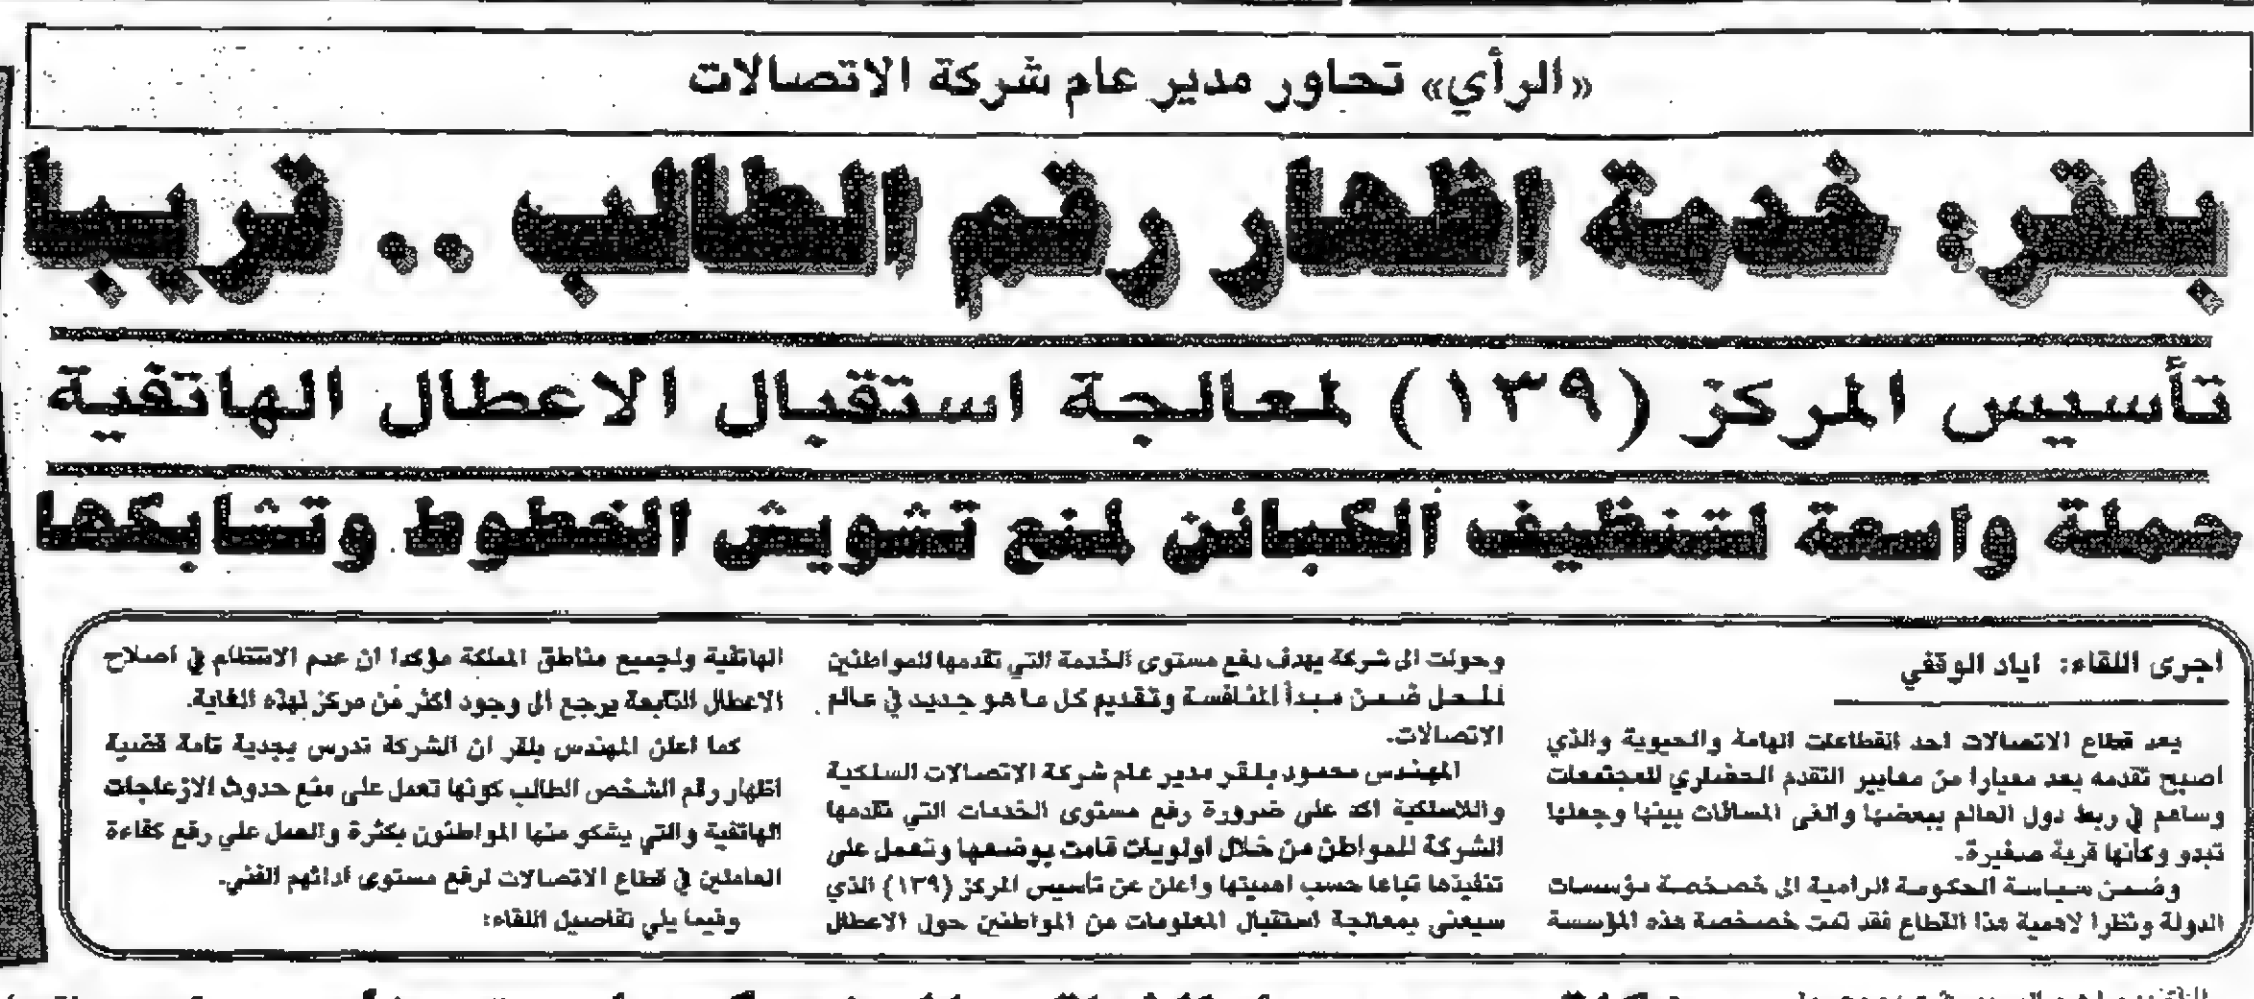 «الرأي» تحاور مدير عام شركة الاتصالات
بلقر: خدمة اظهار رقم الطالب .. قريبا
تأسيس المركز (١٣٩) لمعالجة استقبال الاعطال الهاتفية
حملة واسعة لتنظيف الكبائن لمنع تشويش الخطوط وتشابكها
اجرى اللقاء: اياد الوقفي
يعد قطاع الاتصالات احد القطاعات الهامة والحيوية والذي
اصبح تقدمه يعد معيارا من معايير التقدم الحضاري للمجتمعات
وساهم في ربط دول العالم ببعضها والغى المسافات بينها وجعلها
تبدو وكأنها قرية صغيرة.
وضمن سياسة الحكومة الرامية الى خصخصة مؤسسات
الدولة ونظرا لاهمية هذا القطاع فقد تمت خصخصة هذه المؤسسة
وحولت الى شركة يهدف رفع مستوى الخدمة التي تقدمها للمواطنين
للحل ضمن مبدأ المنافسة وتقديم كل ما هو جديد في عالم
الاتصالات.
المهندس محمود بلقر مدير عام شركة الاتصالات السلكية
واللاسلكية اكد على ضرورة رفع مستوى الخدمات التي تقدمها
الشركة للمواطن من خلال اولويات قامت بوضعها وتعمل على
تنفيذها تباعا حسب اهميتها واعلن عن تأسيس المركز (١٣٩) الذي
سيعنى بمعالجة استقبال المعلومات من المواطنين حول الاعطال
الهاتفية ولجميع مناطق المملكة مؤكدا ان عدم الانتظام في اصلاح
الاعطال التابعة يرجع الى وجود اكثر من مركز لهذه الغاية.
كما اعلن المهندس بلقر ان الشركة تدرس بجدية تامة قضية
اظهار رقم الشخص الطالب كونها تعمل على منع حدوث الازعاجات
الهاتفية والتي يشكو منها المواطنون بكثرة والعمل على رفع كفاءة
العاملين في قطاع الاتصالات لرفع مستوى ادائهم الفني.
وفيما يلي تفاصيل اللقاء: